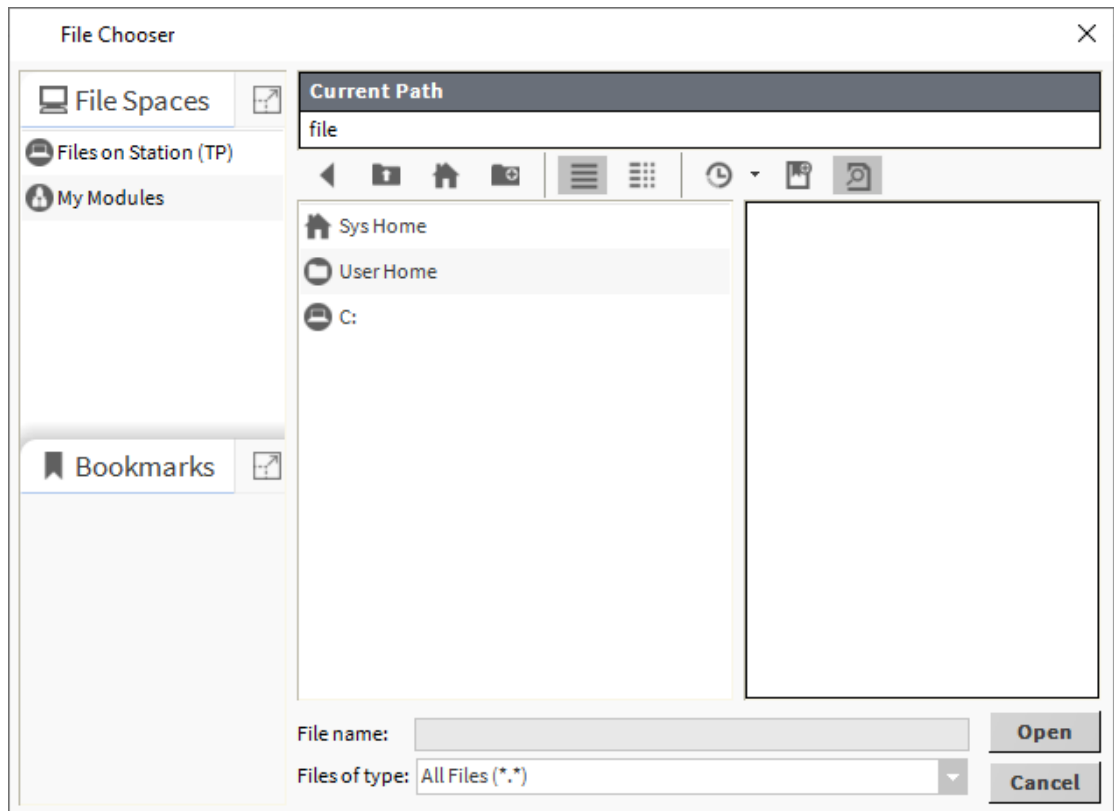 File Chooser
File Spaces
Files on Station (TP)
My Modules
Bookmarks
Current Path
file
Sys Home
User Home
C:
File name:
Open
Files of type: All Files (*.*)
Cancel